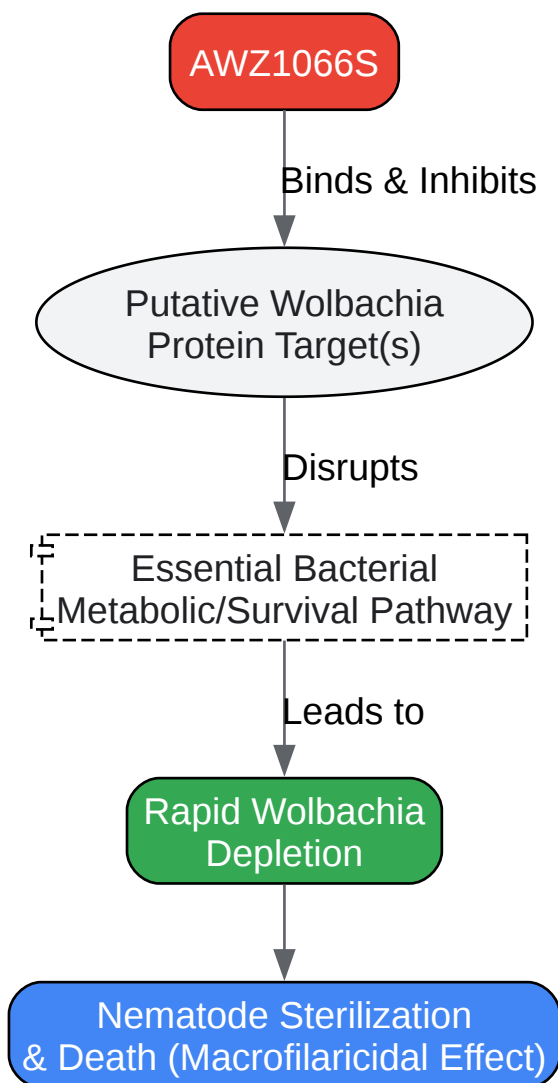 AWZ1066S
Binds & Inhibits
Putative Wolbachia
Protein Target(s)
Disrupts
Essential Bacterial
Metabolic/Survival Pathway
Leads to
Rapid Wolbachia
Depletion
Nematode Sterilization
& Death (Macrofilaricidal Effect)